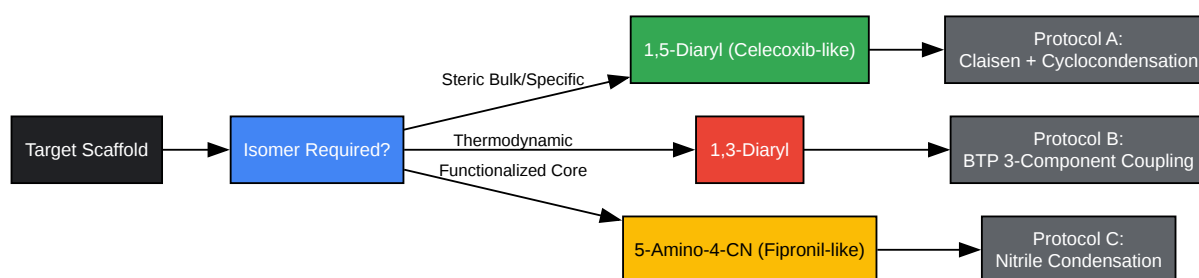 Target Scaffold
Isomer Required?
Steric Bulk/Specific
Thermodynamic
Functionalized Core
1,5-Diaryl (Celecoxib-like)
1,3-Diaryl
5-Amino-4-CN (Fipronil-like)
Protocol A:
Claisen + Cyclocondensation
Protocol B:
BTP 3-Component Coupling
Protocol C:
Nitrile Condensation